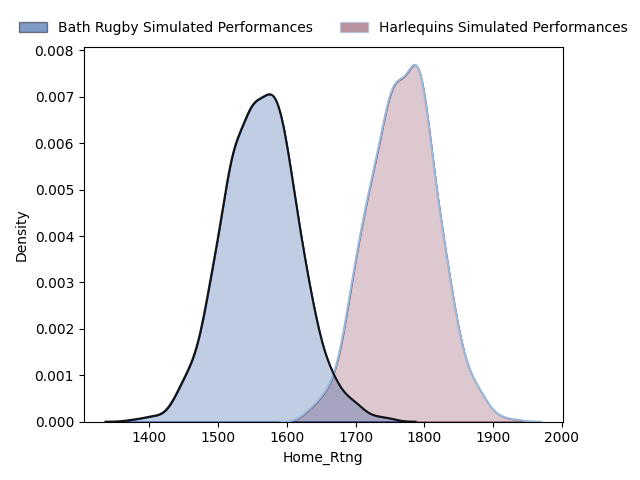 Bath Rugby Simulated Performances Harlequins Simulated Performances
0.008
0.007
0.006
0.005
0.004
0.003
0.002
0.001
0.000
Density
1400 1500 1600 1700 1800 1900 2000
Home_Rtng